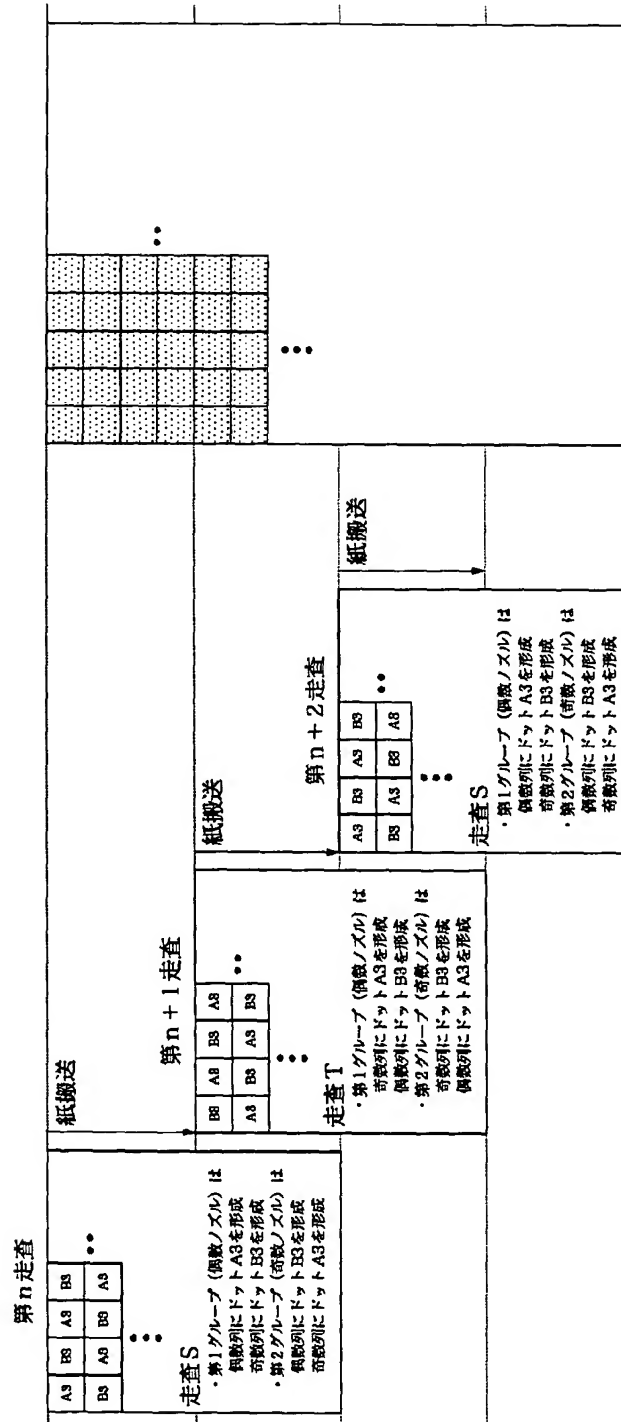 第n走査
A3 B3 A3 B3
B3 A3 B3 A3
走査S
・第1グループ(偶数ノズル)は
偶数列にドットA3を形成
奇数列にドットB3を形成
・第2グループ(奇数ノズル)は
偶数列にドットB3を形成
奇数列にドットA3を形成
紙搬送
第n+1走査
B3 A3 B3 A3
A3 B3 A3 B3
走査T
・第1グループ(偶数ノズル)は
奇数列にドットA3を形成
偶数列にドットB3を形成
・第2グループ(奇数ノズル)は
奇数列にドットB3を形成
偶数列にドットA3を形成
紙搬送
第n+2走査
A3 B3 A3 B3
B3 A3 B3 A3
走査S
・第1グループ(偶数ノズル)は
偶数列にドットA3を形成
奇数列にドットB3を形成
・第2グループ(奇数ノズル)は
偶数列にドットB3を形成
奇数列にドットA3を形成
紙搬送